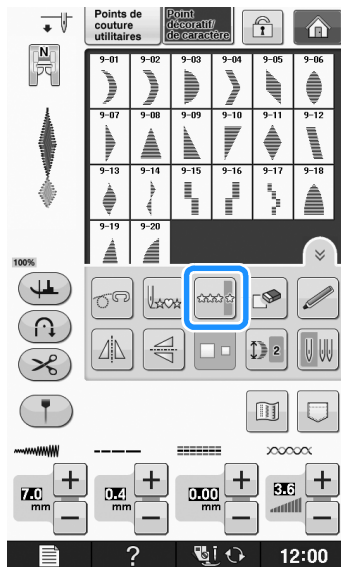 Points de
couture
utilitaires
Point
décoratif/
de caractère
N
9-01 9-02 9-03 9-04 9-05 9-06
9-07 9-08 9-09 9-10 9-11 9-12
9-13 9-14 9-15 9-16 9-17 9-18
9-19 9-20
100%
2
7.0 mm
0.4 mm
0.00 mm
3.6
?
12:00